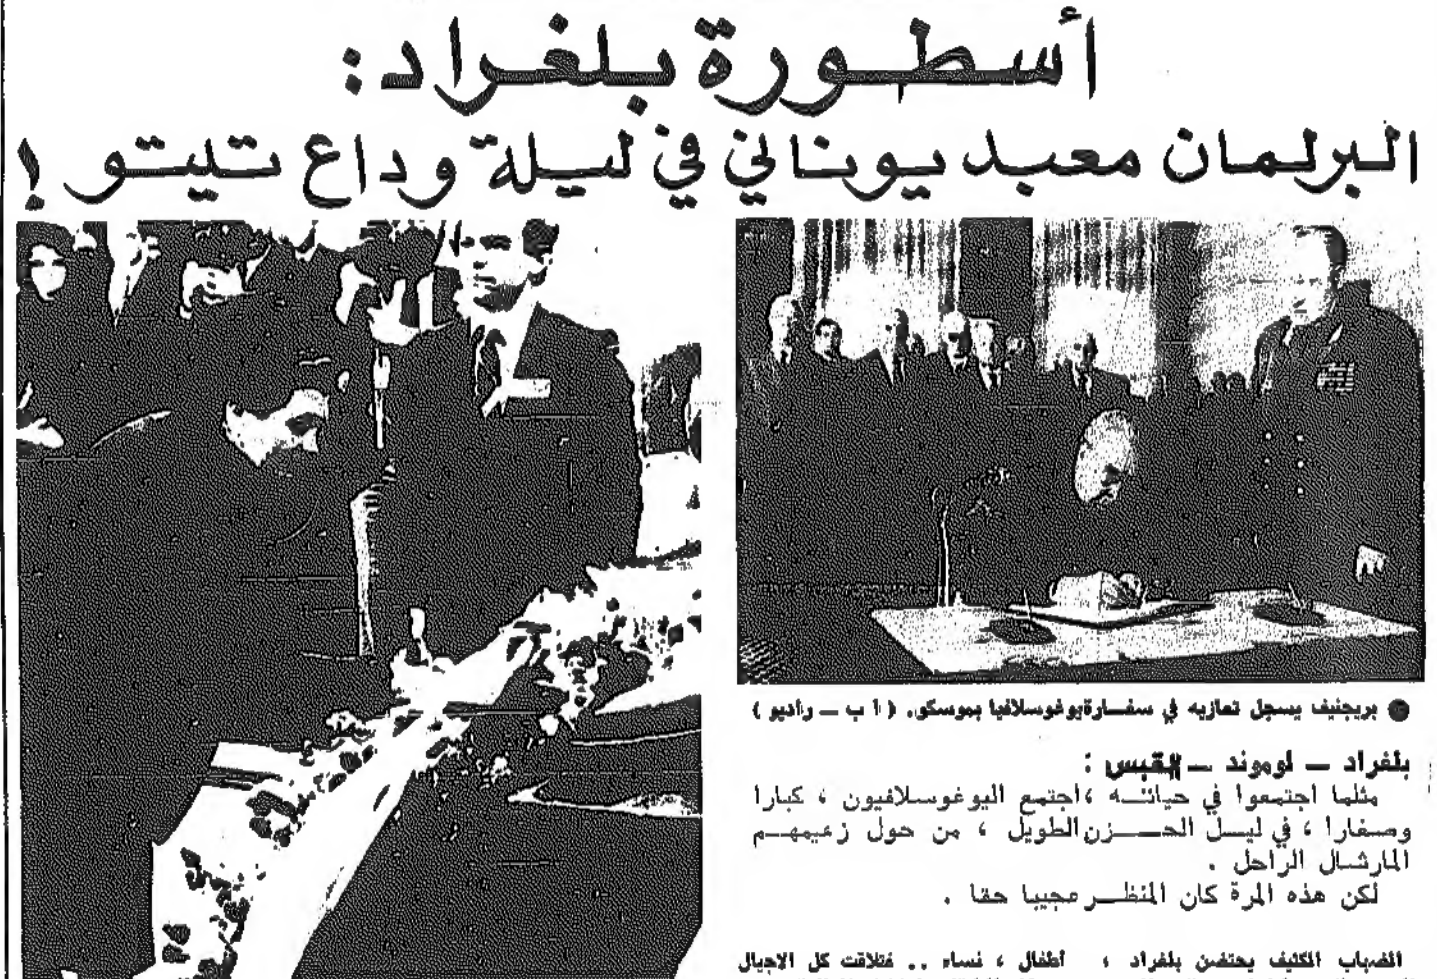 أسطورة بلغراد:
البرلمان معبد يوناني في ليلة وداع تيتو !
بريجنيف يسجل تعازيه في سفارة يوغوسلافيا بموسكو. ( ا ب – راديو )
بلغراد – لوموند – القبس :
مثلما اجتمعوا في حياتـه ، اجتمع اليوغوسلافيون ، كبارا
وصغارا ، في ليل الحزن الطويل ، من حول زعيمهم
المارشال الراحل .
لكن هذه المرة كان المنظر عجيبا حقا .
الضباب الكثيف يحتضن بلغراد ،
أطفال ، نساء .. فتلاقت كل الاجيال